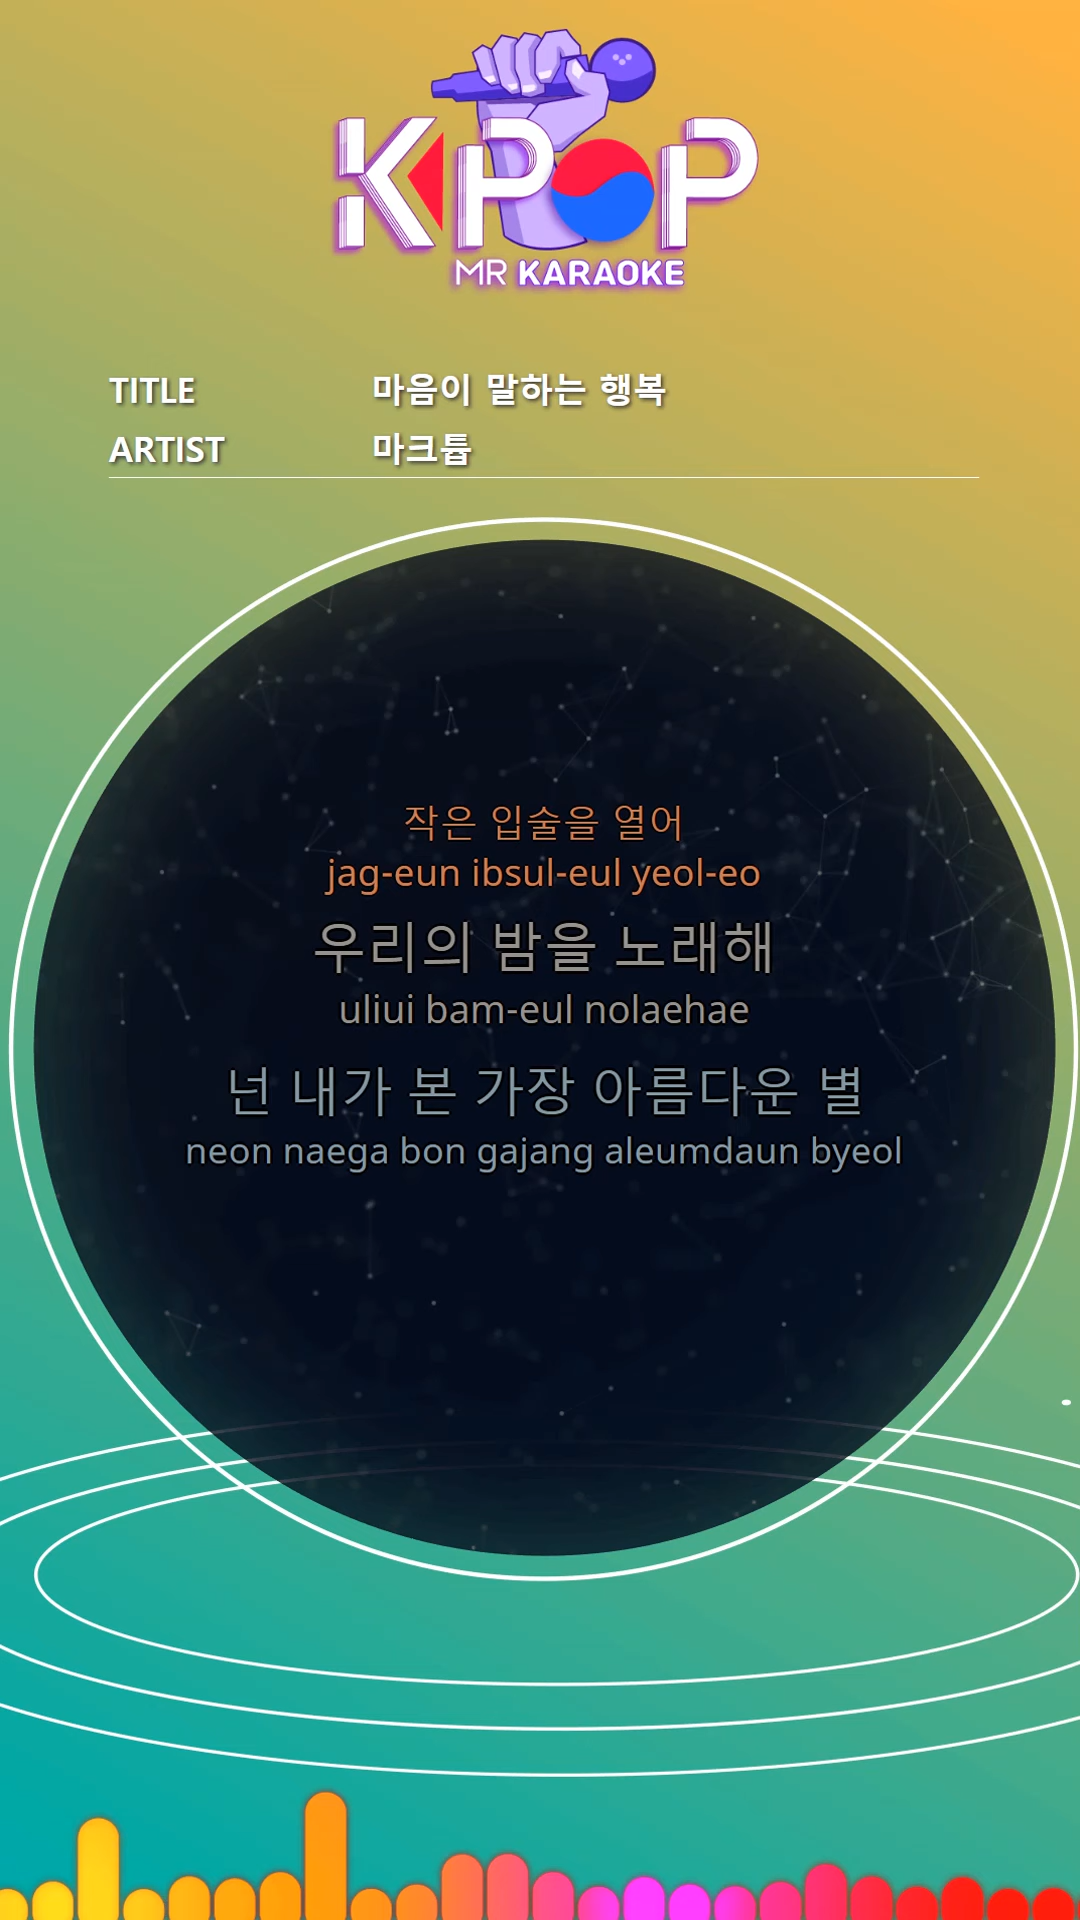 KPOP
MR KARAOKE
TITLE 마음이 말하는 행복
ARTIST 마크툽
작은 입술을 열어
jag-eun ibsul-eul yeol-eo
우리의 밤을 노래해
uliui bam-eul nolaehae
넌 내가 본 가장 아름다운 별
neon naega bon gajang aleumdaun byeol